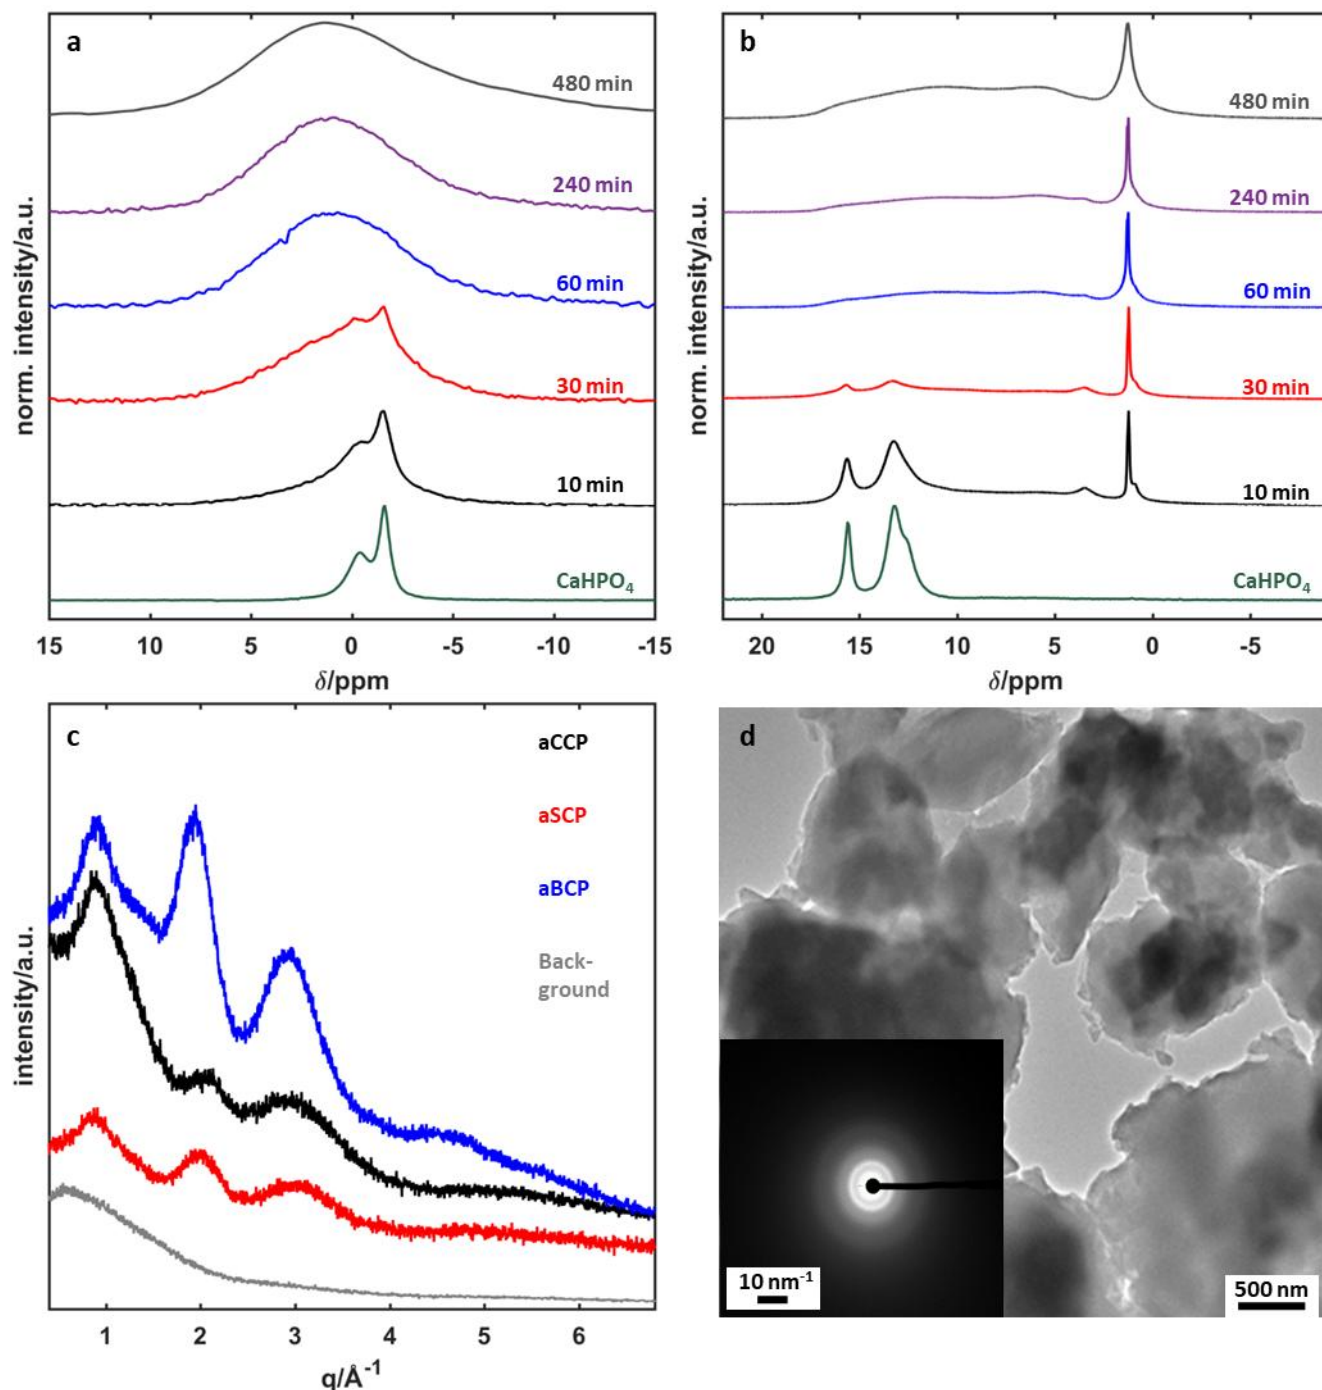 a
480 min
240 min
60 min
30 min
10 min
CaHPO₄
norm. intensity/a.u.
15 10 5 0 -5 -10 -15
δ/ppm
b
480 min
240 min
60 min
30 min
10 min
CaHPO₄
norm. intensity/a.u.
20 15 10 5 0 -5
δ/ppm
c
aCCP
aSCP
aBCP
Back-
ground
intensity/a.u.
1 2 3 4 5 6
q/Å⁻¹
d
10 nm⁻¹
500 nm